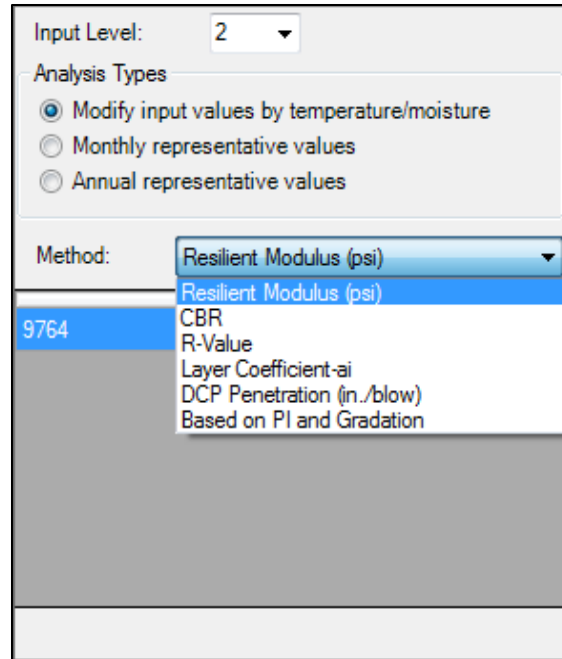 Input Level: 2
Analysis Types
Modify input values by temperature/moisture
Monthly representative values
Annual representative values
Method: Resilient Modulus (psi)
Resilient Modulus (psi)
9764
CBR
R-Value
Layer Coefficient-ai
DCP Penetration (in./blow)
Based on PI and Gradation